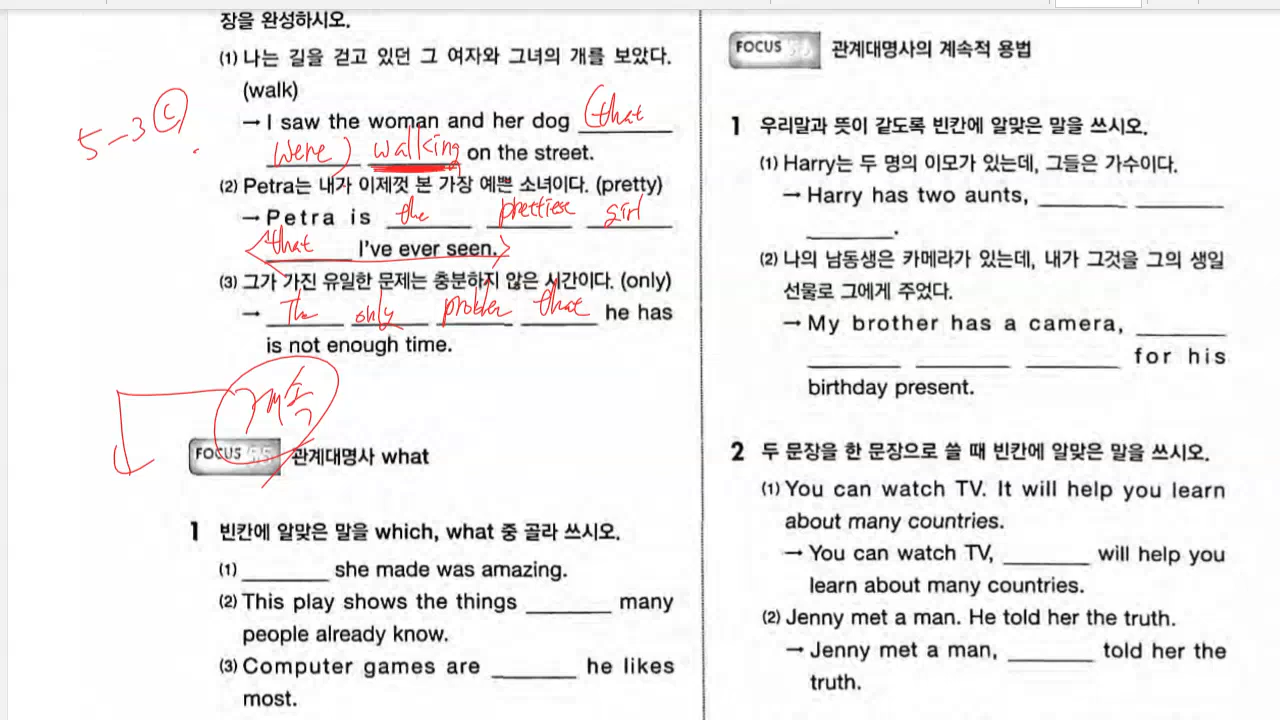 장을 완성하시오.
(1) 나는 길을 걷고 있던 그 여자와 그녀의 개를 보았다.
(walk)
→ I saw the woman and her dog (that
were) walking on the street.
5-3 C
(2) Petra는 내가 이제껏 본 가장 예쁜 소녀이다. (pretty)
→ Petra is the prettiese girl
that I've ever seen.
(3) 그가 가진 유일한 문제는 충분하지 않은 시간이다. (only)
→ The only problem that he has
is not enough time.
계속
FOCUS 55 관계대명사 what
1 빈칸에 알맞은 말을 which, what 중 골라 쓰시오.
(1) ________ she made was amazing.
(2) This play shows the things ________ many
people already know.
(3) Computer games are ________ he likes
most.
FOCUS 관계대명사의 계속적 용법
1 우리말과 뜻이 같도록 빈칸에 알맞은 말을 쓰시오.
(1) Harry는 두 명의 이모가 있는데, 그들은 가수이다.
→ Harry has two aunts, ________ ________
________.
(2) 나의 남동생은 카메라가 있는데, 내가 그것을 그의 생일
선물로 그에게 주었다.
→ My brother has a camera, ________
________ ________ ________ for his
birthday present.
2 두 문장을 한 문장으로 쓸 때 빈칸에 알맞은 말을 쓰시오.
(1) You can watch TV. It will help you learn
about many countries.
→ You can watch TV, ________ will help you
learn about many countries.
(2) Jenny met a man. He told her the truth.
→ Jenny met a man, ________ told her the
truth.